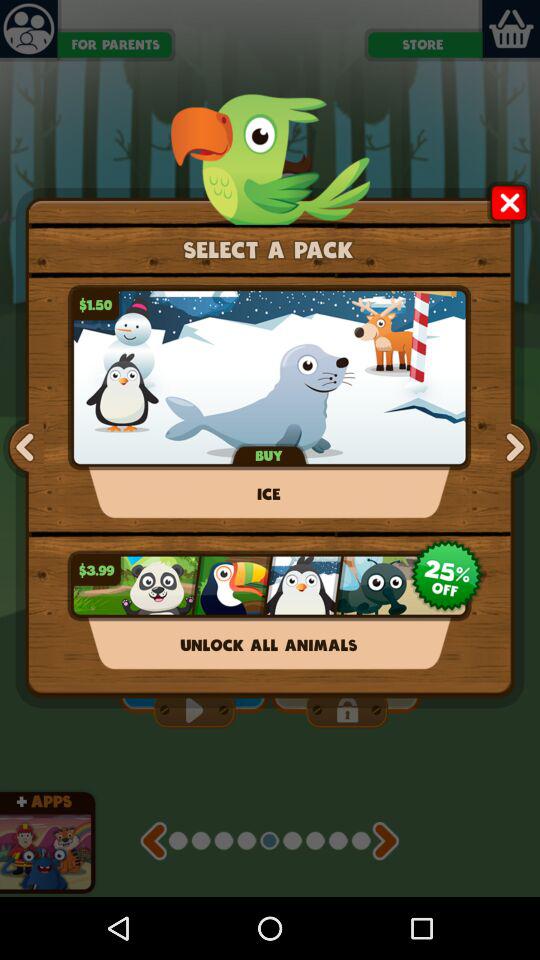 FOR PARENTS
STORE
SELECT A PACK
$1.50
BUY
ICE
$3.99
25% OFF
UNLOCK ALL ANIMALS
+ APPS